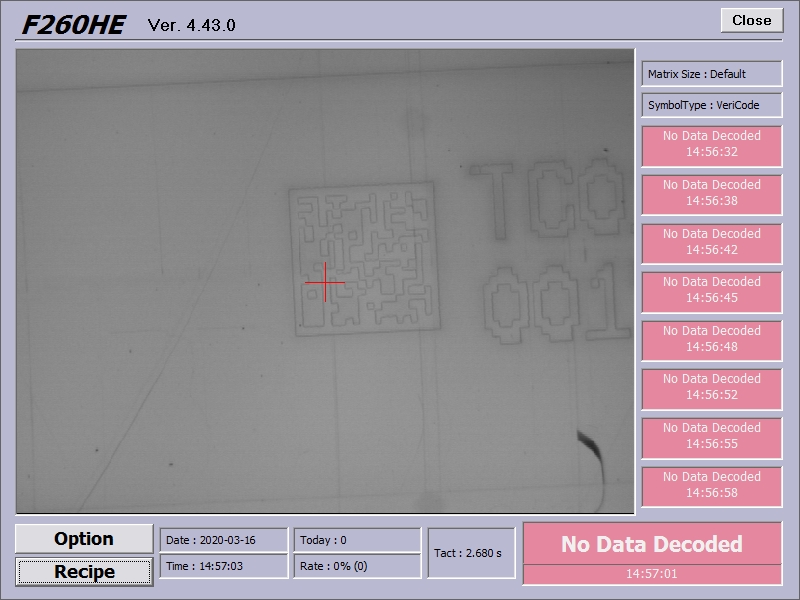 F260HE Ver. 4.43.0
Close
Matrix Size : Default
SymbolType : VeriCode
No Data Decoded
14:56:32
No Data Decoded
14:56:38
No Data Decoded
14:56:42
No Data Decoded
14:56:45
No Data Decoded
14:56:48
No Data Decoded
14:56:52
No Data Decoded
14:56:55
No Data Decoded
14:56:58
TC0
001
Option
Recipe
Date : 2020-03-16
Time : 14:57:03
Today : 0
Rate : 0% (0)
Tact : 2.680 s
No Data Decoded
14:57:01